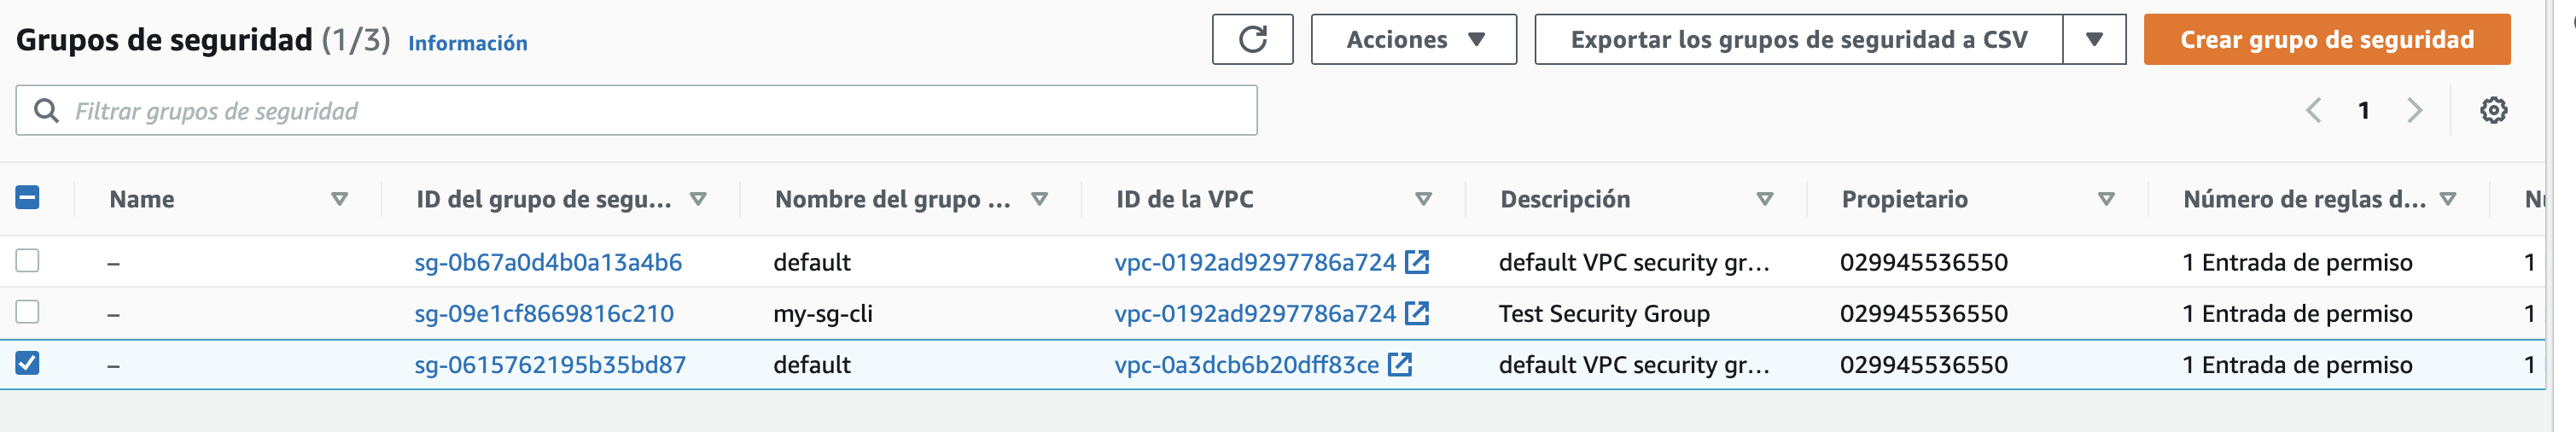 Grupos de seguridad (1/3) Información Acciones Exportar los grupos de seguridad a CSV Crear grupo de seguridad
Filtrar grupos de seguridad 1
Name ID del grupo de segu... Nombre del grupo ... ID de la VPC Descripción Propietario Número de reglas d...
– sg-0b67a0d4b0a13a4b6 default vpc-0192ad9297786a724 default VPC security gr... 029945536550 1 Entrada de permiso 1
– sg-09e1cf8669816c210 my-sg-cli vpc-0192ad9297786a724 Test Security Group 029945536550 1 Entrada de permiso 1
– sg-0615762195b35bd87 default vpc-0a3dcb6b20dff83ce default VPC security gr... 029945536550 1 Entrada de permiso 1